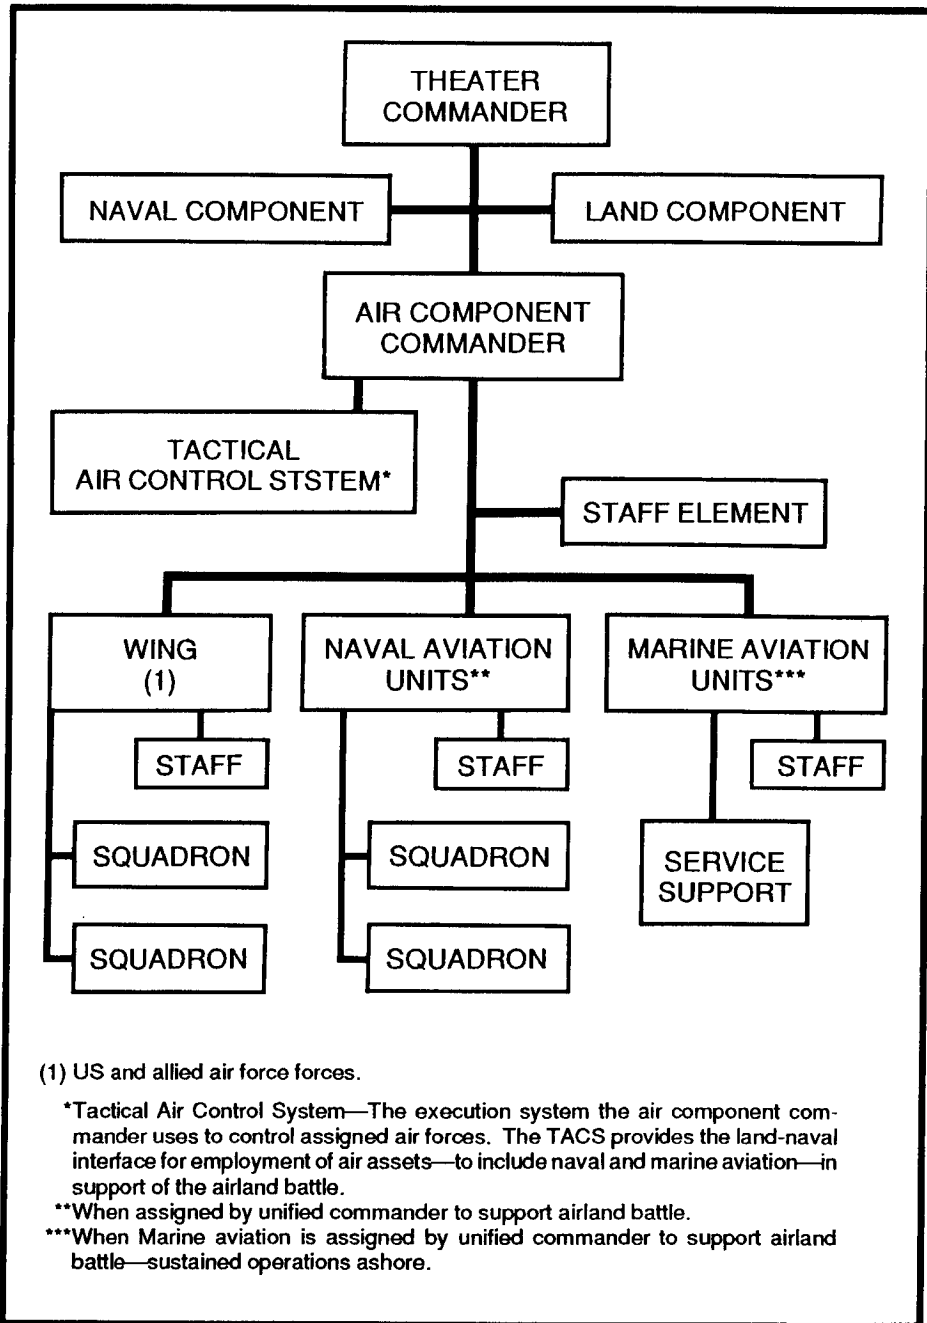 THEATER
COMMANDER
NAVAL COMPONENT
LAND COMPONENT
AIR COMPONENT
COMMANDER
TACTICAL
AIR CONTROL STSTEM*
STAFF ELEMENT
WING
(1)
NAVAL AVIATION
UNITS**
MARINE AVIATION
UNITS***
STAFF
STAFF
STAFF
SQUADRON
SQUADRON
SERVICE
SUPPORT
SQUADRON
SQUADRON
(1) US and allied air force forces.
*Tactical Air Control System—The execution system the air component com-
mander uses to control assigned air forces. The TACS provides the land-naval
interface for employment of air assets—to include naval and marine aviation—in
support of the airland battle.
**When assigned by unified commander to support airland battle.
***When Marine aviation is assigned by unified commander to support airland
battle—sustained operations ashore.